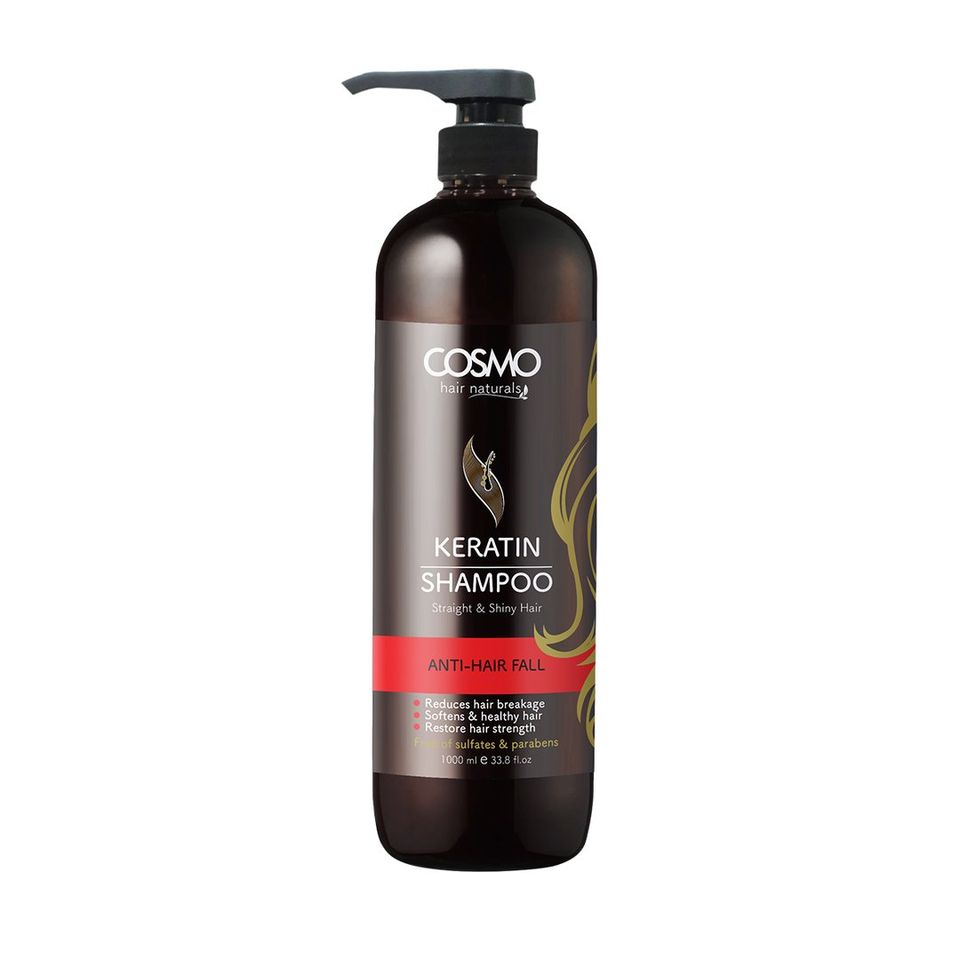 COSMO
hair naturals
KERATIN
SHAMPOO
Straight & Shiny Hair
ANTI-HAIR FALL
Reduces hair breakage
Softens & healthy hair
Restore hair strength
Free of sulfates & parabens
1000 ml e 33.8 fl.oz